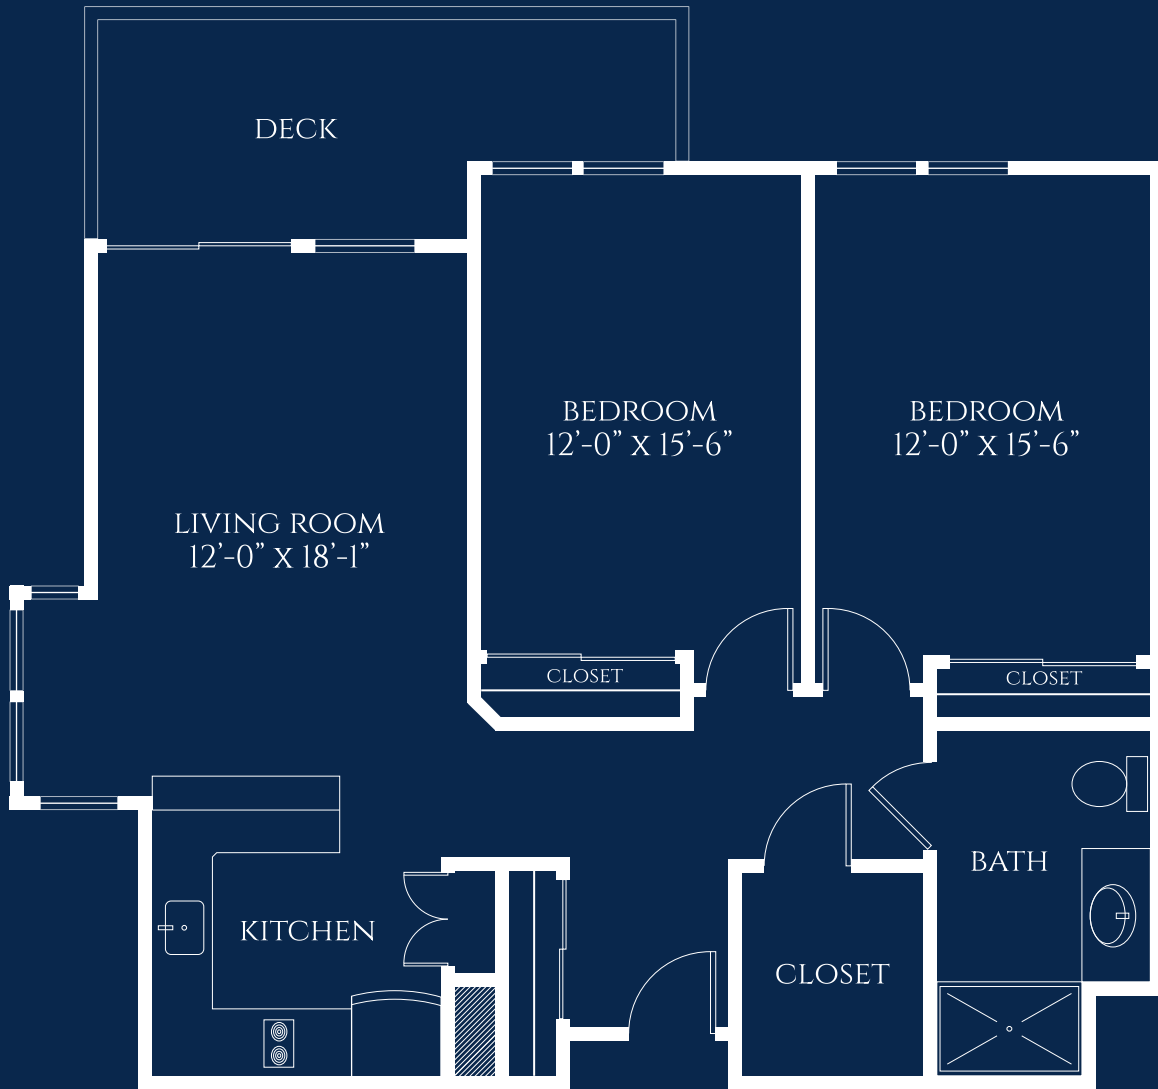 DECK
BEDROOM
12’-0” X 15’-6”
BEDROOM
12’-0” X 15’-6”
LIVING ROOM
12’-0” X 18’-1”
CLOSET
CLOSET
BATH
KITCHEN
CLOSET